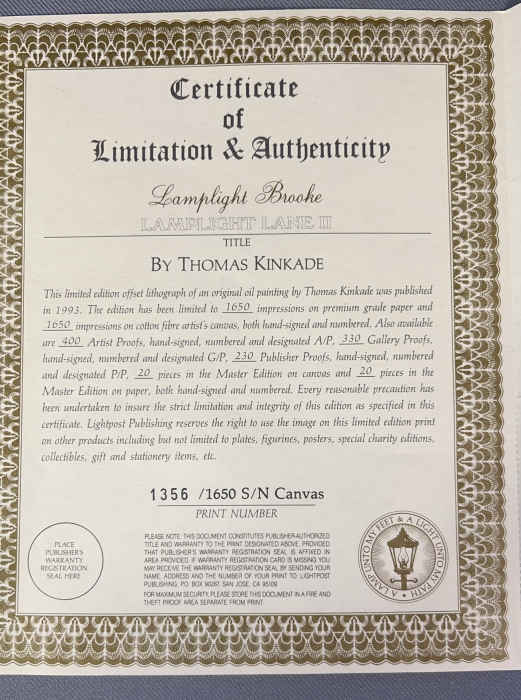 Certificate
of
Limitation & Authenticity
Lamplight Brooke
LAMPLIGHT LANE II
TITLE
BY THOMAS KINKADE
This limited edition offset lithograph of an original oil painting by Thomas Kinkade was published
in 1993. The edition has been limited to 1650 impressions on premium grade paper and
1650 impressions on cotton fibre artist's canvas, both hand-signed and numbered. Also available
are 400 Artist Proofs, hand-signed, numbered and designated A/P, 330 Gallery Proofs,
hand-signed, numbered and designated G/P, 230 Publisher Proofs, hand-signed, numbered
and designated P/P, 20 pieces in the Master Edition on canvas and 20 pieces in the
Master Edition on paper, both hand-signed and numbered. Every reasonable precaution has
been undertaken to insure the strict limitation and integrity of this edition as specified in this
certificate. Lightpost Publishing reserves the right to use the image on this limited edition print
on other products including but not limited to plates, figurines, posters, special charity editions,
collectibles, gift and stationery items, etc.
1356 /1650 S/N Canvas
PRINT NUMBER
PLACE
PUBLISHER'S
WARRANTY
REGISTRATION
SEAL HERE
PLEASE NOTE: THIS DOCUMENT CONSTITUTES PUBLISHER-AUTHORIZED
TITLE AND WARRANTY TO THE PRINT DESIGNATED ABOVE, PROVIDED
THAT PUBLISHER'S WARRANTY REGISTRATION SEAL IS AFFIXED IN
AREA PROVIDED. IF WARRANTY REGISTRATION CARD IS MISSING YOU
MAY RECEIVE THE WARRANTY REGISTRATION SEAL BY SENDING YOUR
NAME, ADDRESS AND THE NUMBER OF YOUR PRINT TO: LIGHTPOST
PUBLISHING, P.O. BOX 90267, SAN JOSE, CA 95109
FOR MAXIMUM SECURITY, PLEASE STORE THIS DOCUMENT IN A FIRE AND
THEFT PROOF AREA SEPARATE FROM PRINT.
A LAMP UNTO MY FEET & A LIGHT UNTO MY PATH